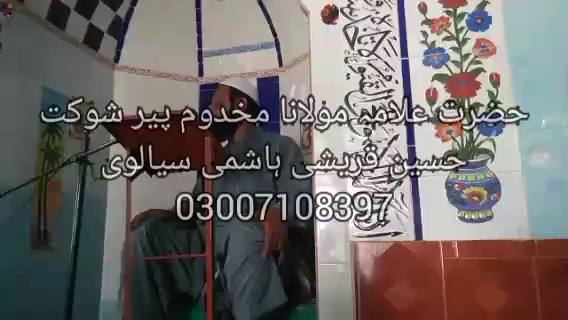 حضرت علامہ مولانا مخدوم پیر شوکت
حسین قریشی ہاشمی سیالوی
03007108397